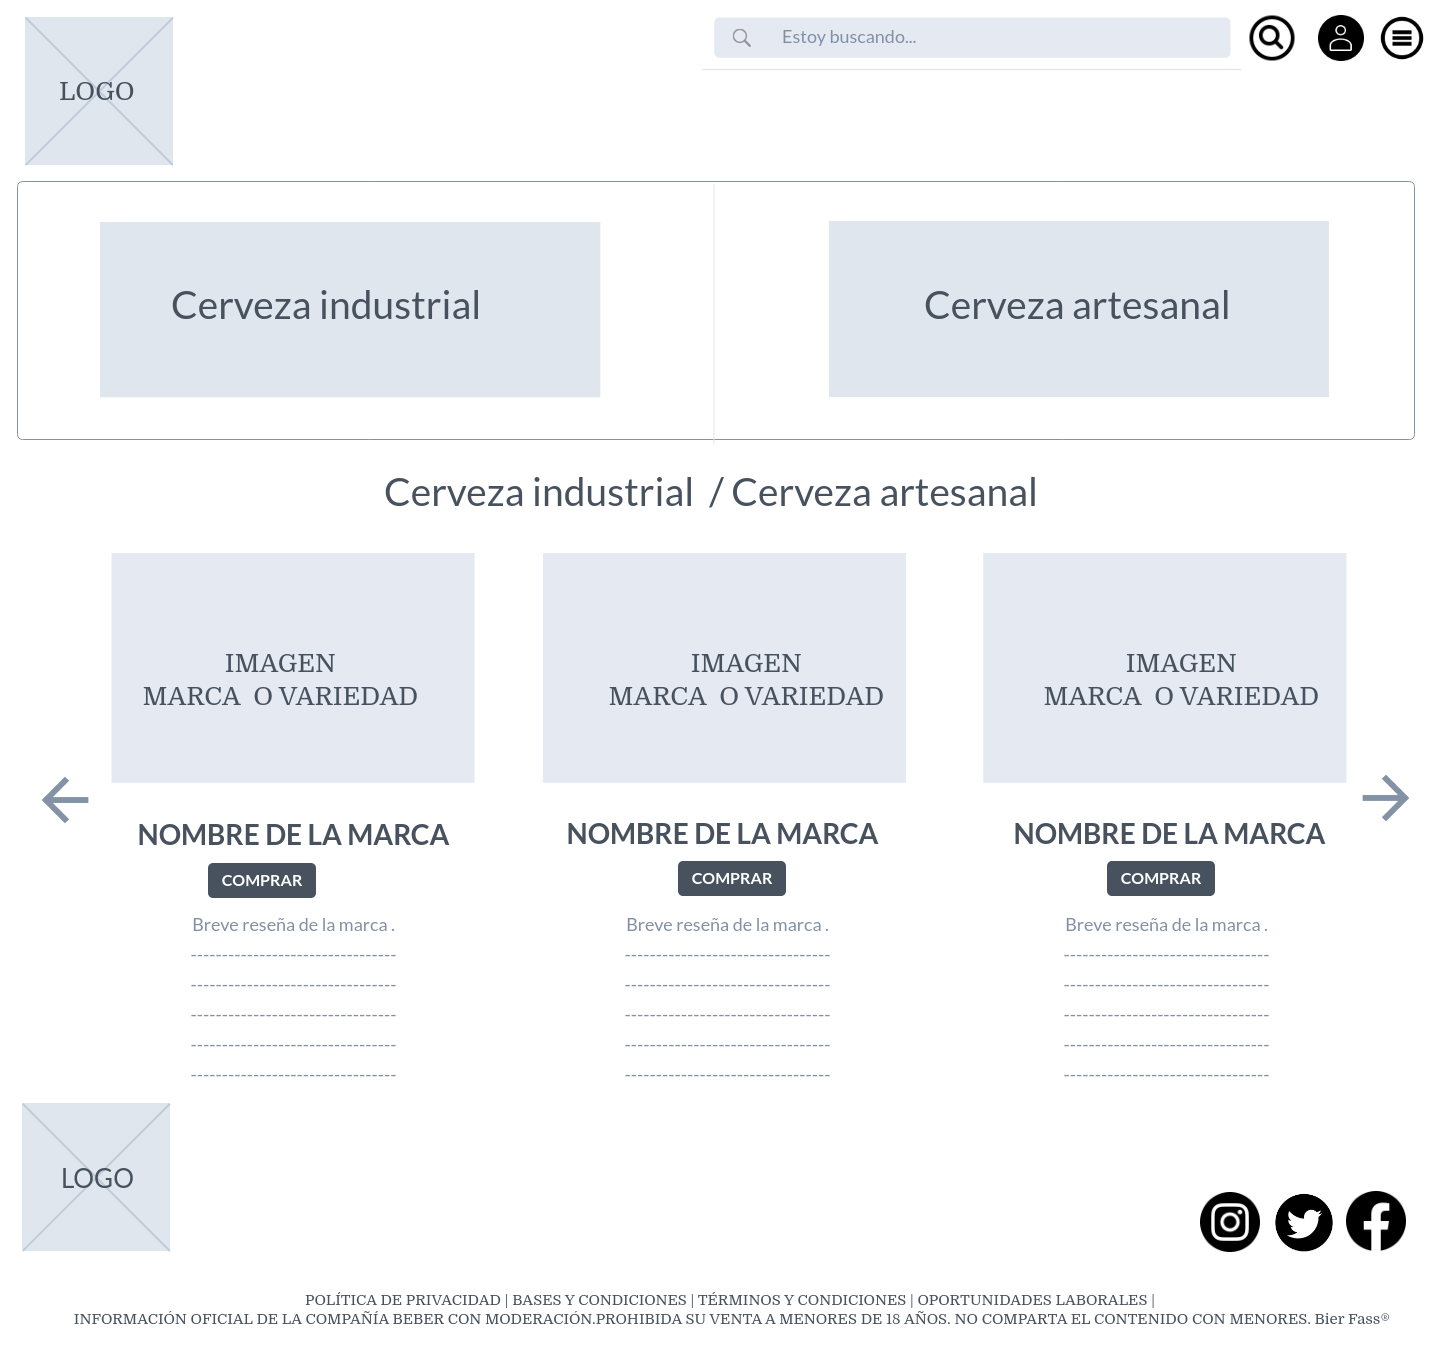 LOGO
Estoy buscando...
Cerveza industrial
Cerveza artesanal
Cerveza industrial / Cerveza artesanal
IMAGEN
MARCA O VARIEDAD
IMAGEN
MARCA O VARIEDAD
IMAGEN
MARCA O VARIEDAD
NOMBRE DE LA MARCA
COMPRAR
Breve reseña de la marca .
---------------------------------
---------------------------------
---------------------------------
---------------------------------
---------------------------------
NOMBRE DE LA MARCA
COMPRAR
Breve reseña de la marca .
---------------------------------
---------------------------------
---------------------------------
---------------------------------
---------------------------------
NOMBRE DE LA MARCA
COMPRAR
Breve reseña de la marca .
---------------------------------
---------------------------------
---------------------------------
---------------------------------
---------------------------------
LOGO
POLÍTICA DE PRIVACIDAD | BASES Y CONDICIONES | TÉRMINOS Y CONDICIONES | OPORTUNIDADES LABORALES |
INFORMACIÓN OFICIAL DE LA COMPAÑÍA BEBER CON MODERACIÓN.PROHIBIDA SU VENTA A MENORES DE 18 AÑOS. NO COMPARTA EL CONTENIDO CON MENORES. Bier Fass®